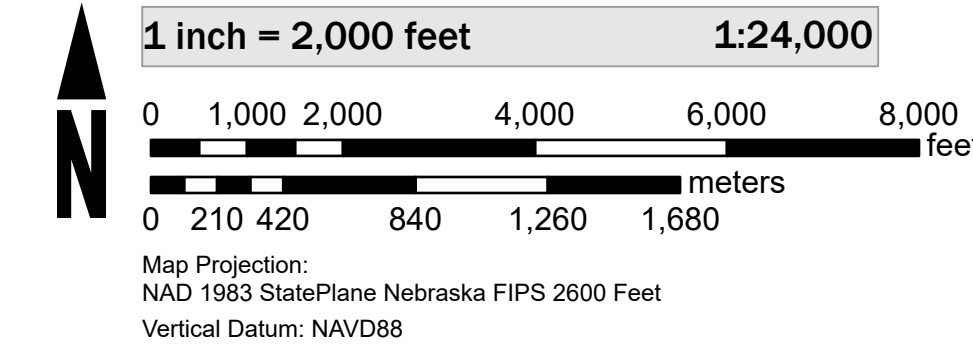 N
1 inch = 2,000 feet 1:24,000
0 1,000 2,000 4,000 6,000 8,000
feet
meters
0 210 420 840 1,260 1,680
Map Projection:
NAD 1983 StatePlane Nebraska FIPS 2600 Feet
Vertical Datum: NAVD88